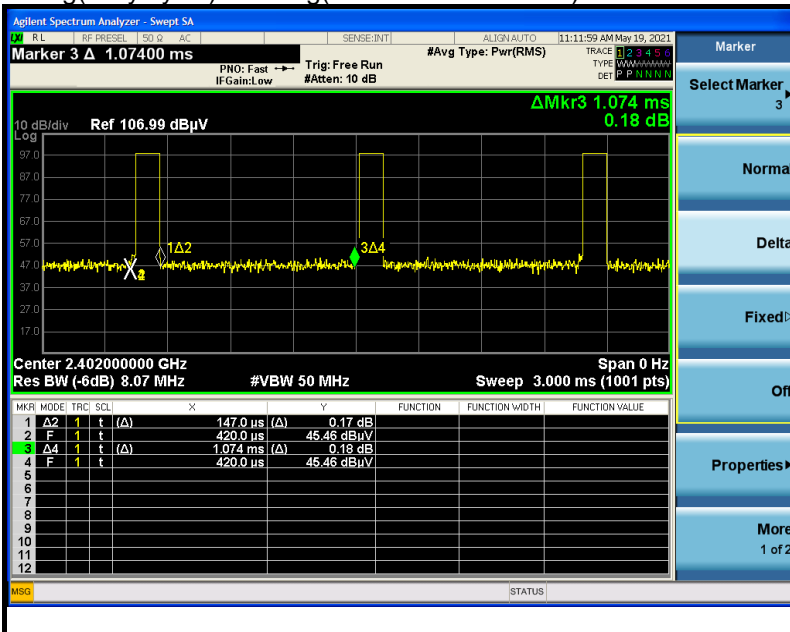 Agilent Spectrum Analyzer - Swept SA
LXI RL RF PRESEL 50 Ω AC SENSE:INT ALIGN AUTO 11:11:59 AM May 19, 2021
Marker 3 Δ 1.07400 ms
PNO: Fast Trig: Free Run #Avg Type: Pwr(RMS) TRACE 1 2 3 4 5 6
IFGain:Low #Atten: 10 dB TYPE WWWWWW
DET P P N N N N
ΔMkr3 1.074 ms
0.18 dB
10 dB/div Ref 106.99 dBµV
Log
97.0
87.0
77.0
67.0
57.0
47.0
37.0
27.0
17.0
1Δ2
3Δ4
Center 2.402000000 GHz Span 0 Hz
Res BW (-6dB) 8.07 MHz #VBW 50 MHz Sweep 3.000 ms (1001 pts)
MKR MODE TRC SCL X Y FUNCTION FUNCTION WIDTH FUNCTION VALUE
1 Δ2 1 t (Δ) 147.0 µs (Δ) 0.17 dB
2 F 1 t 420.0 µs 45.46 dBµV
3 Δ4 1 t (Δ) 1.074 ms (Δ) 0.18 dB
4 F 1 t 420.0 µs 45.46 dBµV
5
6
7
8
9
10
11
12
MSG STATUS
Marker
Select Marker
3
Normal
Delta
Fixed
Off
Properties
More
1 of 2